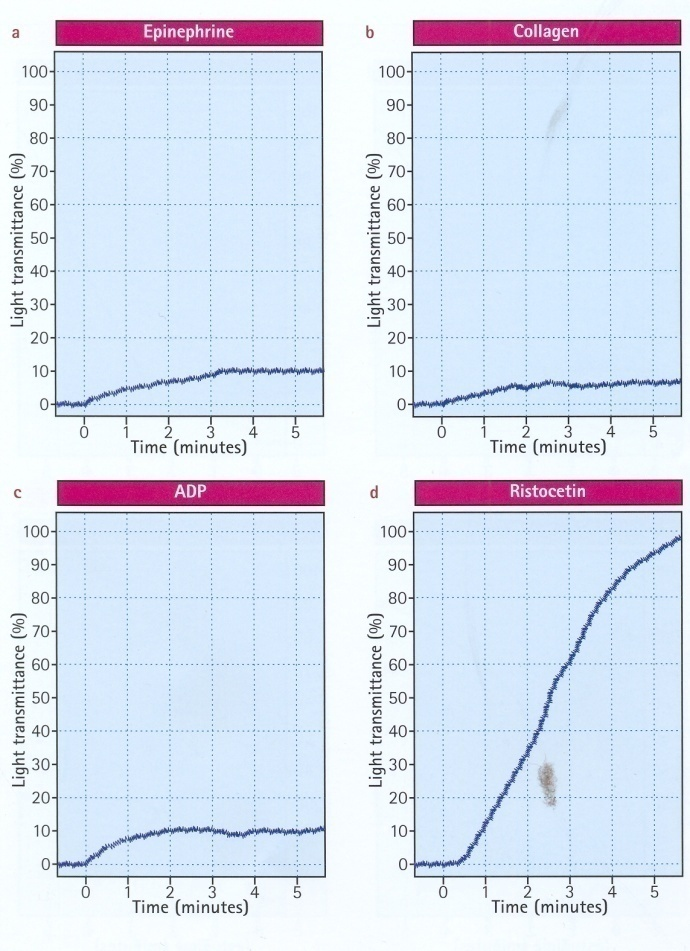 a Epinephrine
Light transmittance (%)
100
90
80
70
60
50
40
30
20
10
0
0 1 2 3 4 5
Time (minutes)
b Collagen
Light transmittance (%)
100
90
80
70
60
50
40
30
20
10
0
0 1 2 3 4 5
Time (minutes)
c ADP
Light transmittance (%)
100
90
80
70
60
50
40
30
20
10
0
0 1 2 3 4 5
Time (minutes)
d Ristocetin
Light transmittance (%)
100
90
80
70
60
50
40
30
20
10
0
0 1 2 3 4 5
Time (minutes)